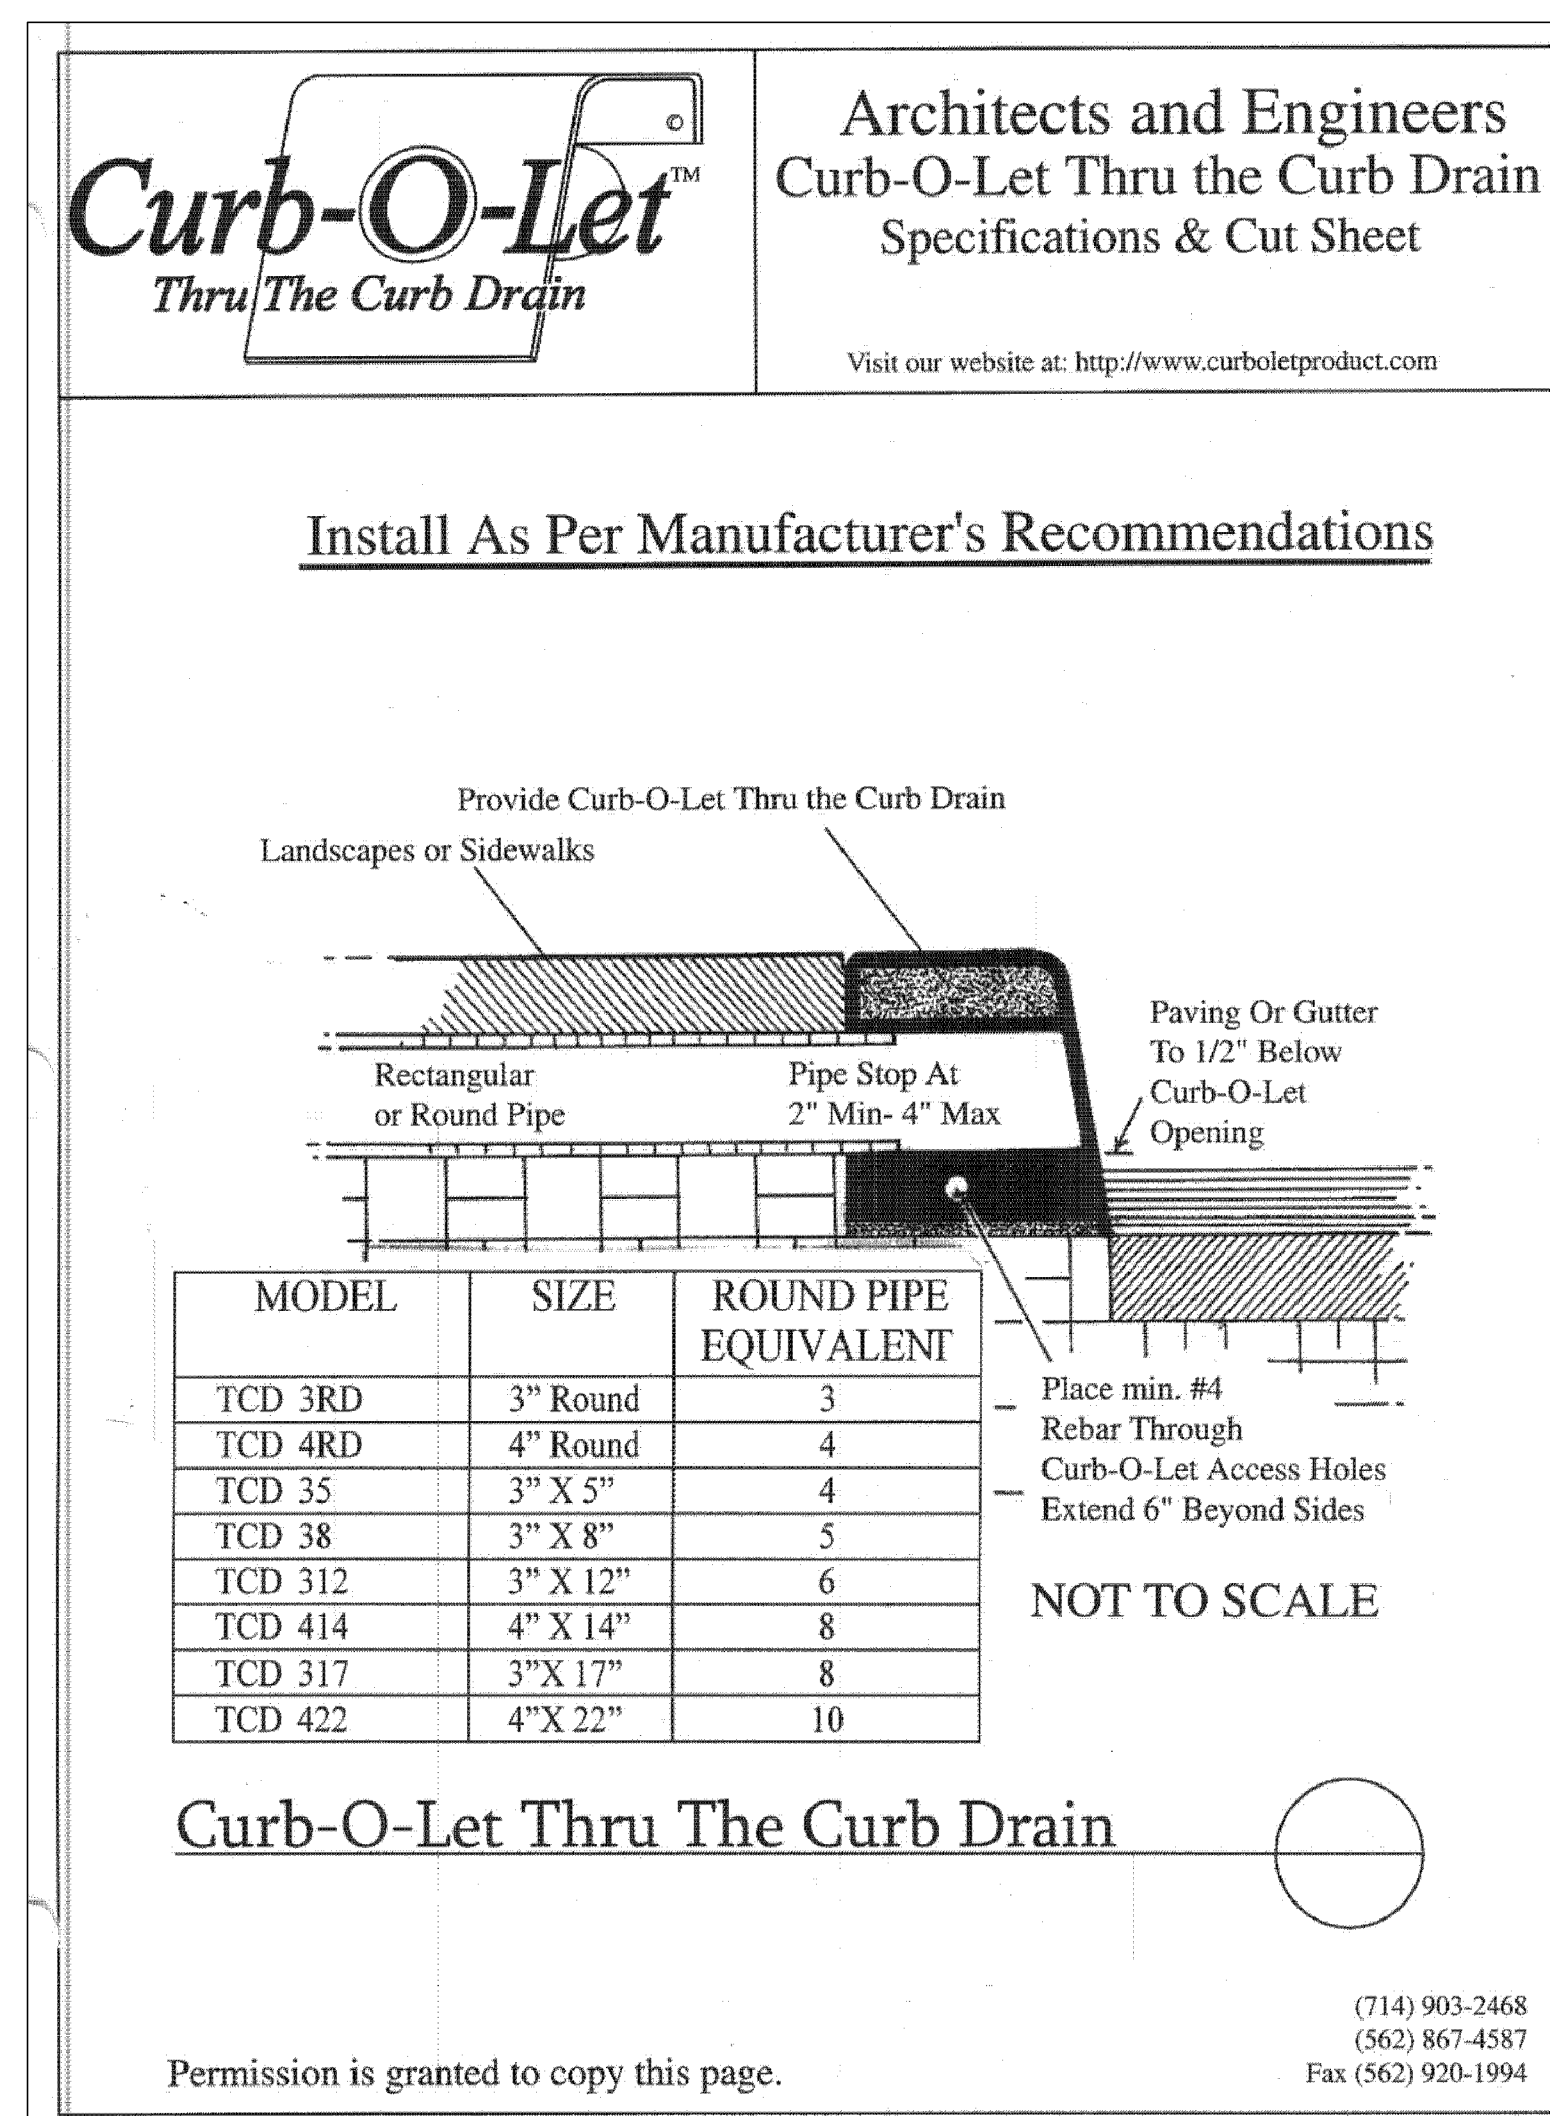 ©
Curb-O-Let™
Thru The Curb Drain
Architects and Engineers
Curb-O-Let Thru the Curb Drain
Specifications & Cut Sheet
Visit our website at: http://www.curboletproduct.com
Install As Per Manufacturer's Recommendations
Provide Curb-O-Let Thru the Curb Drain
Landscapes or Sidewalks
Paving Or Gutter
To 1/2" Below
Curb-O-Let
Opening
Rectangular
or Round Pipe
Pipe Stop At
2" Min- 4" Max
MODEL SIZE ROUND PIPE
EQUIVALENT
TCD 3RD 3” Round 3
TCD 4RD 4” Round 4
TCD 35 3” X 5” 4
TCD 38 3” X 8” 5
TCD 312 3” X 12” 6
TCD 414 4” X 14” 8
TCD 317 3”X 17” 8
TCD 422 4”X 22” 10
Place min. #4
Rebar Through
Curb-O-Let Access Holes
Extend 6" Beyond Sides
NOT TO SCALE
Curb-O-Let Thru The Curb Drain
(714) 903-2468
(562) 867-4587
Fax (562) 920-1994
Permission is granted to copy this page.